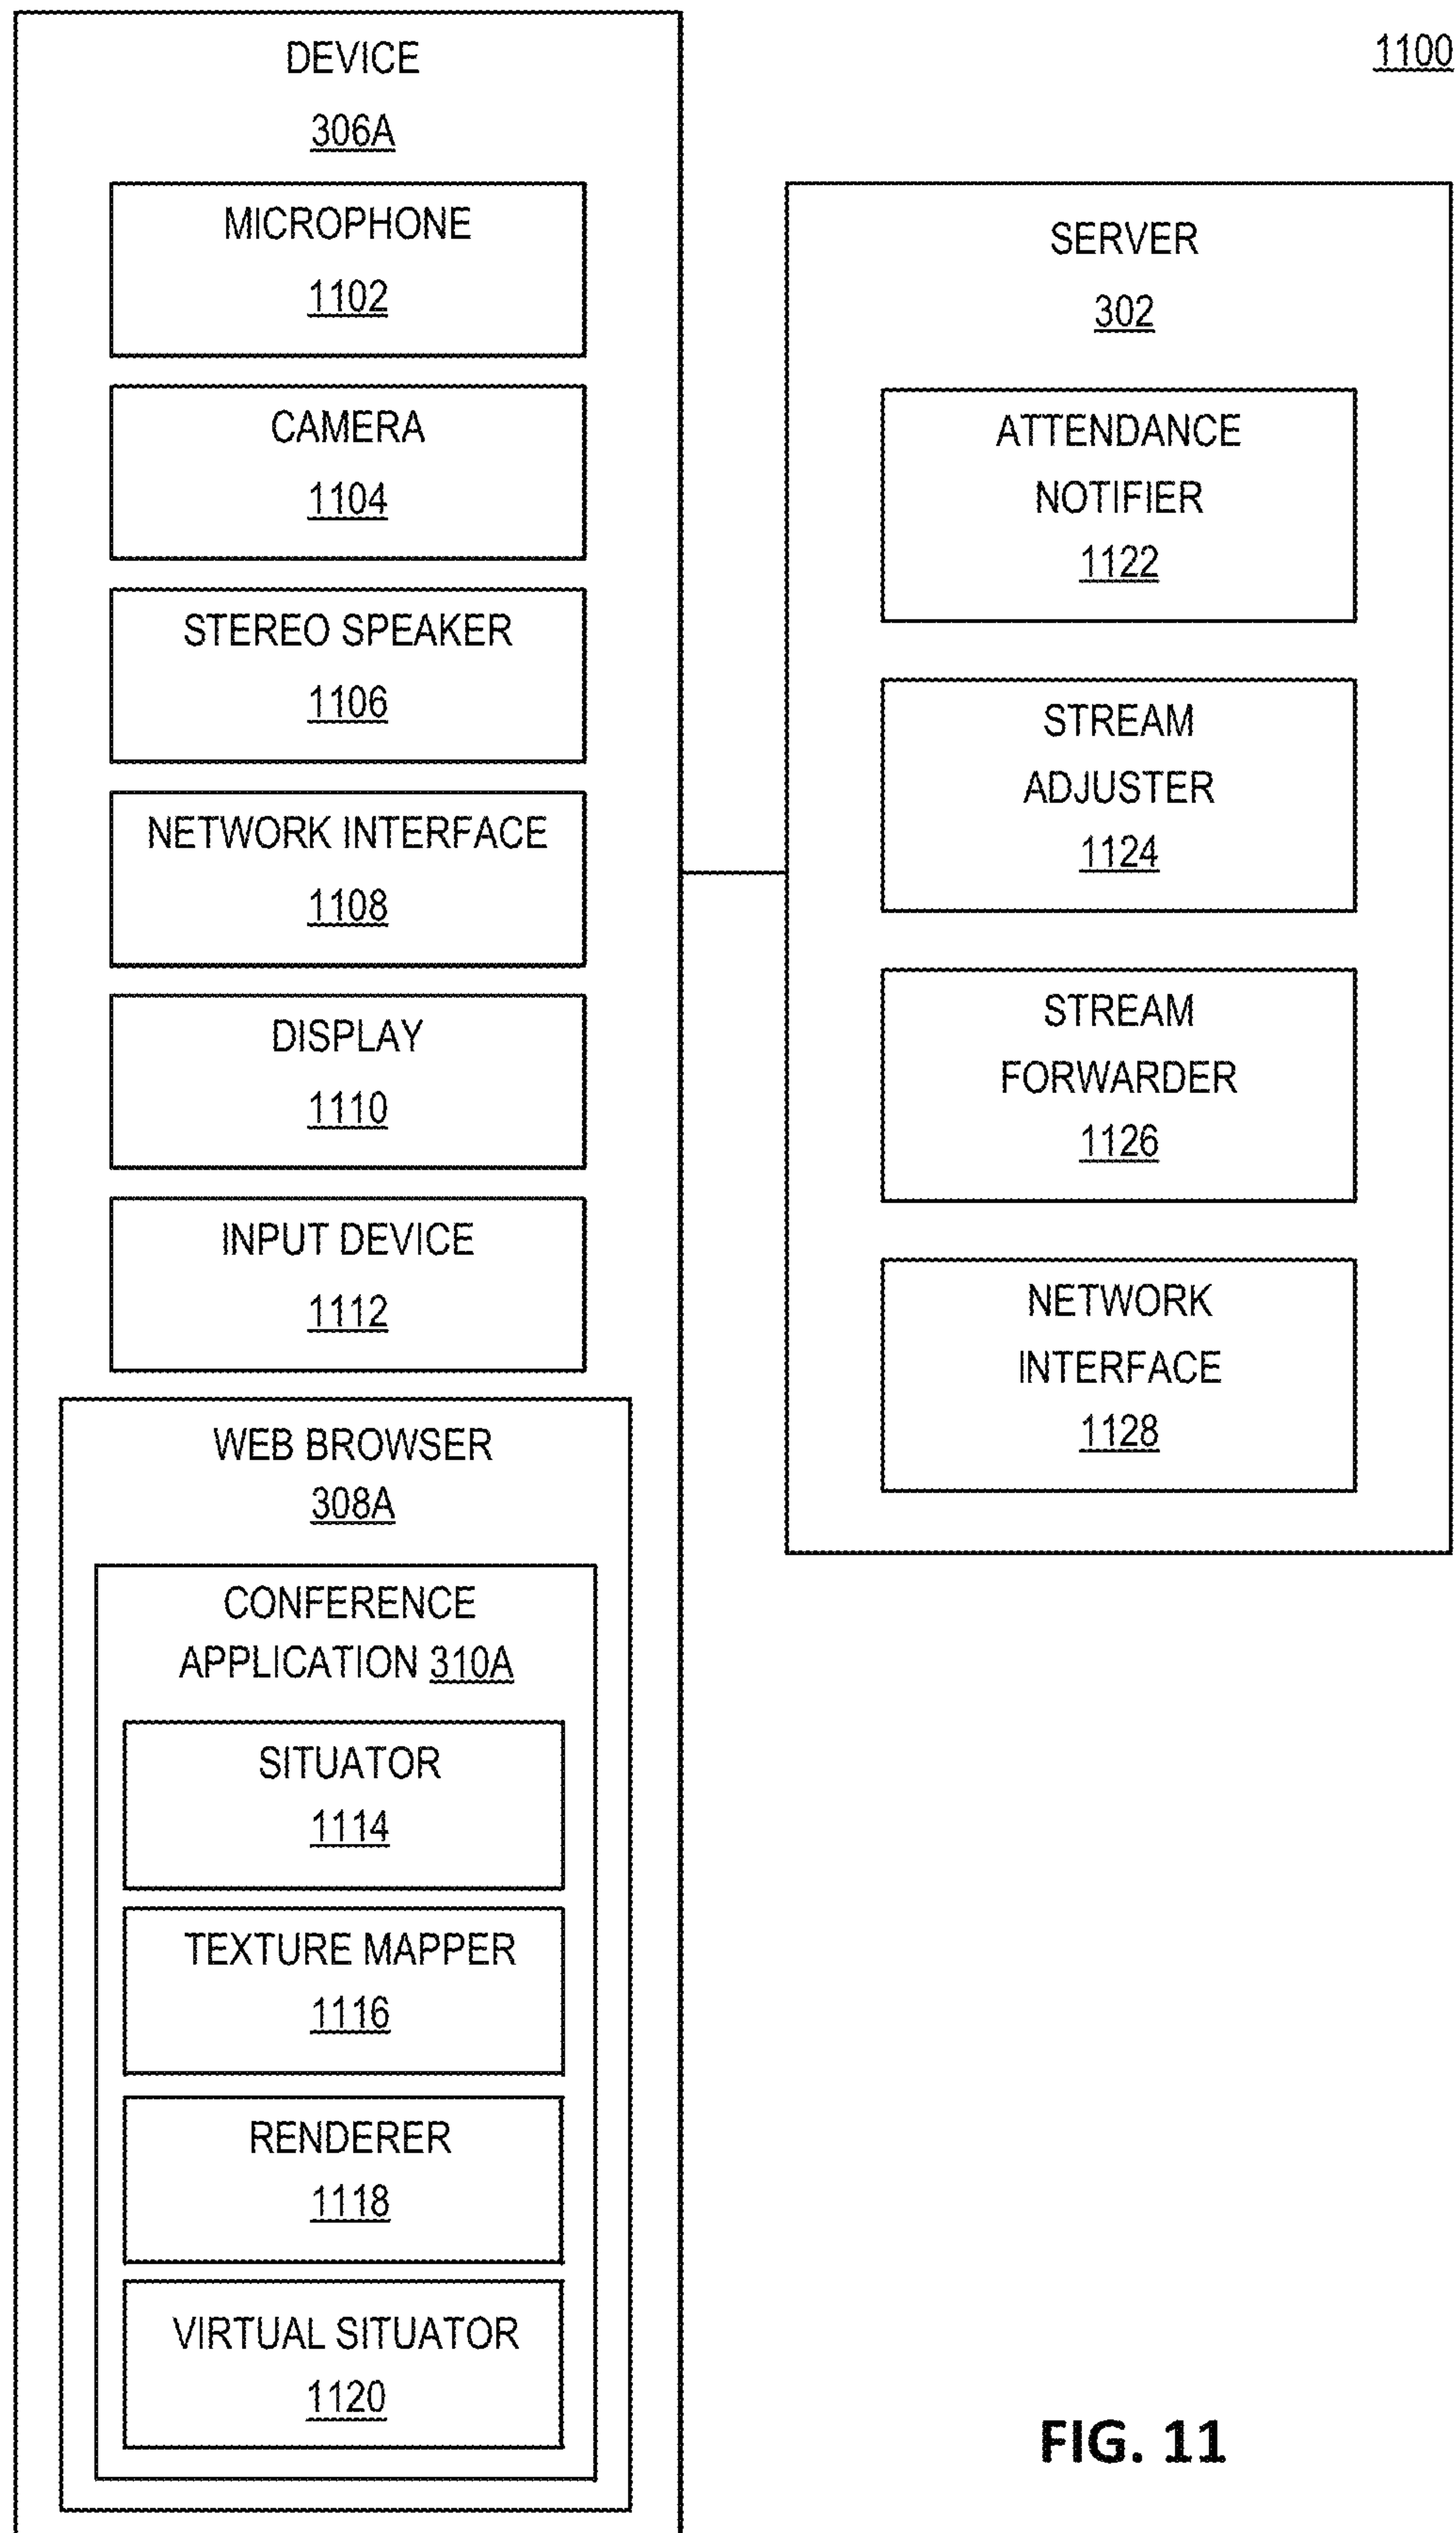 1100
DEVICE
306A
MICROPHONE
1102
CAMERA
1104
STEREO SPEAKER
1106
NETWORK INTERFACE
1108
DISPLAY
1110
INPUT DEVICE
1112
WEB BROWSER
308A
CONFERENCE
APPLICATION 310A
SITUATOR
1114
TEXTURE MAPPER
1116
RENDERER
1118
VIRTUAL SITUATOR
1120
SERVER
302
ATTENDANCE
NOTIFIER
1122
STREAM
ADJUSTER
1124
STREAM
FORWARDER
1126
NETWORK
INTERFACE
1128
FIG. 11